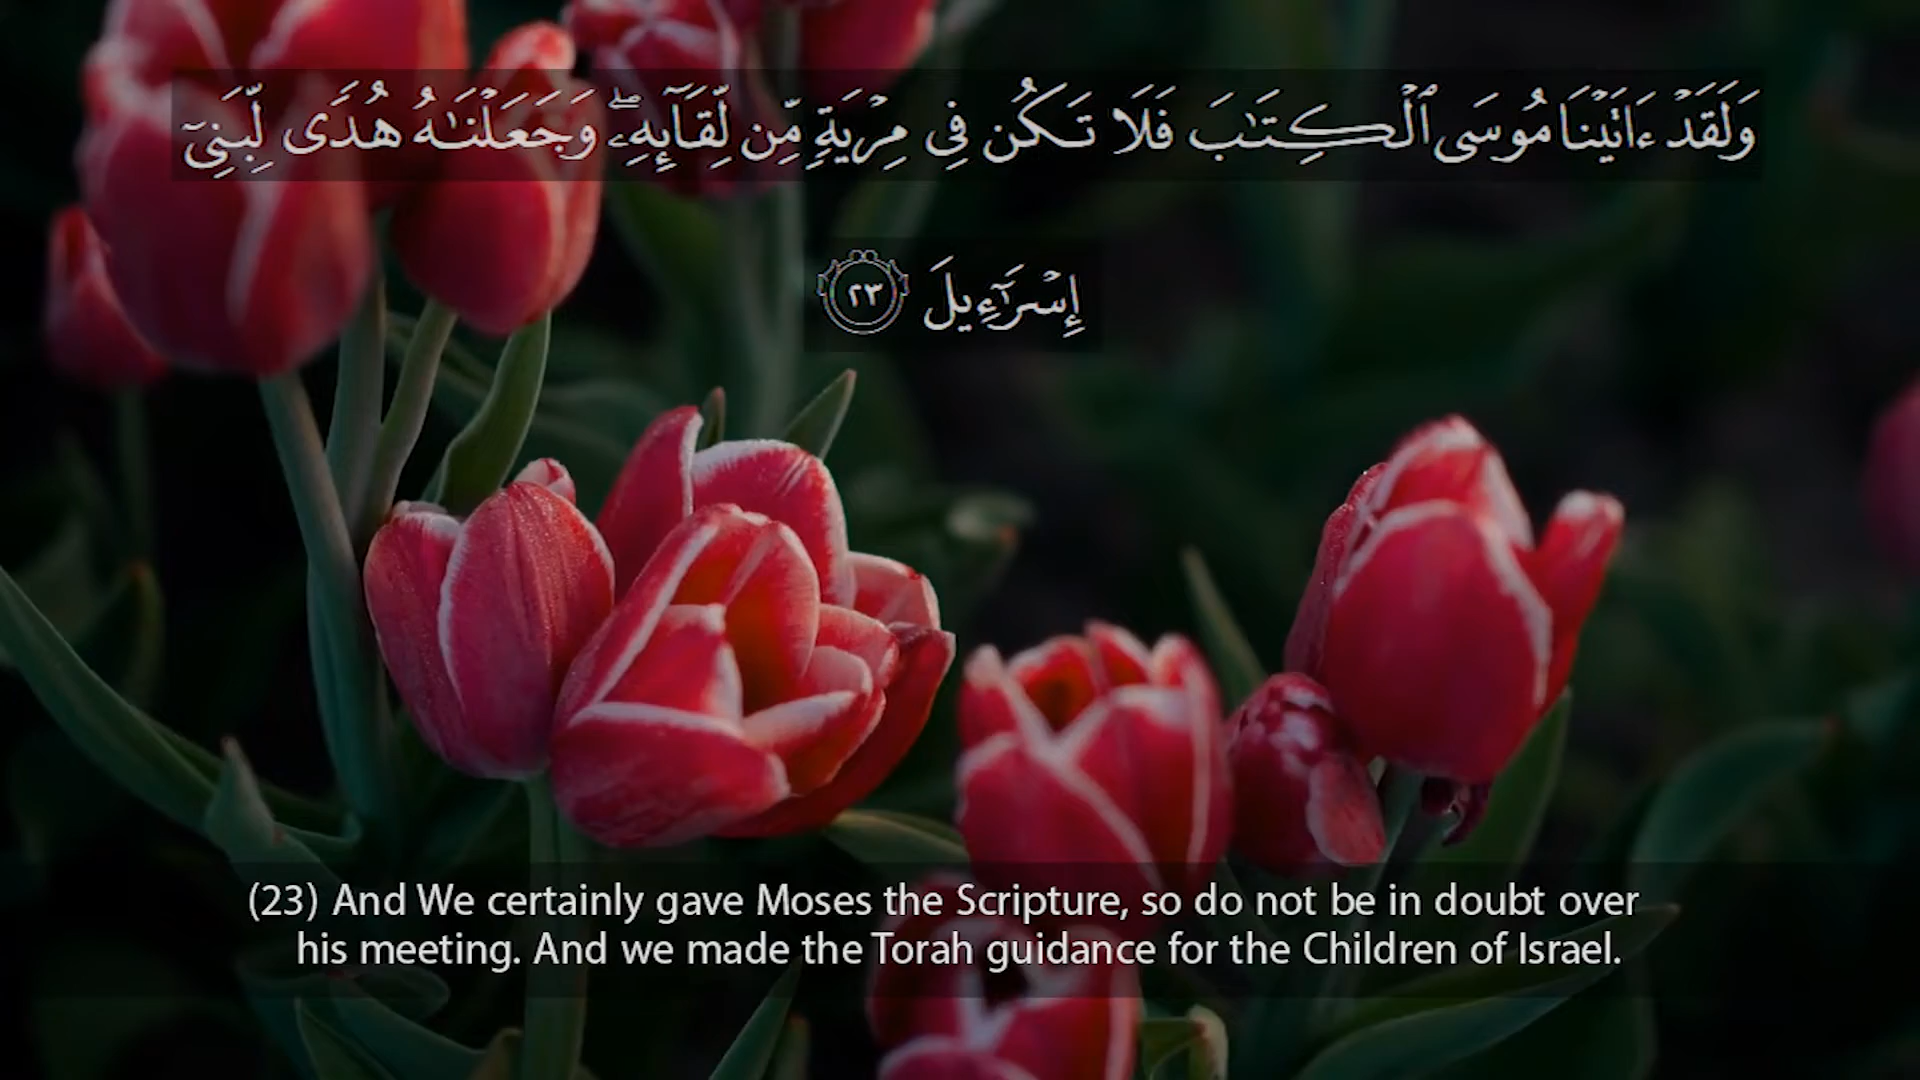 وَلَقَدْ ءَاتَيْنَا مُوسَى ٱلْكِتَٰبَ فَلَا تَكُن فِى مِرْيَةٍ مِّن لِّقَآئِهِۦ ۖ وَجَعَلْنَٰهُ هُدًى لِّبَنِىٓ
إِسْرَٰٓءِيلَ ٢٣
(23) And We certainly gave Moses the Scripture, so do not be in doubt over
his meeting. And we made the Torah guidance for the Children of Israel.